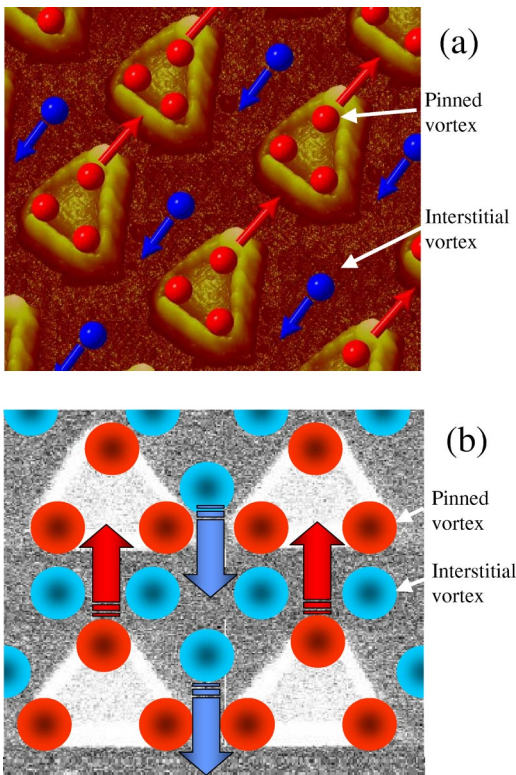 (a)
Pinned
vortex
Interstitial
vortex
(b)
Pinned
vortex
Interstitial
vortex